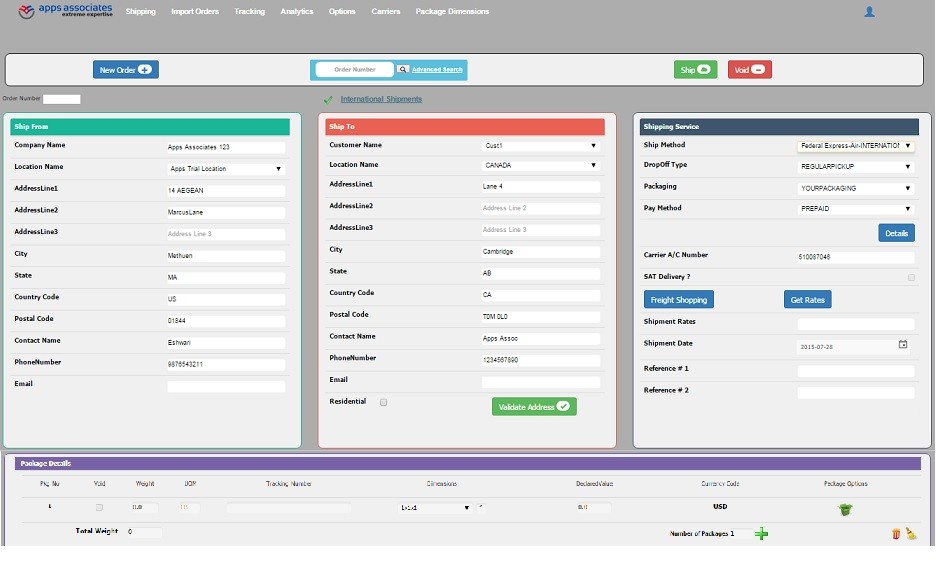 apps associates
extreme expertise
Shipping Import Orders Tracking Analytics Options Carriers Package Dimensions
New Order
Order Number
Advanced Search
Ship
Void
Order Number
International Shipments
Ship From
Company Name Apps Associates 123
Location Name Apps Trial Location
AddressLine1 14 AEGEAN
AddressLine2 MarcusLane
AddressLine3 Address Line 3
City Methuen
State MA
Country Code US
Postal Code 01844
Contact Name Eshwari
PhoneNumber 9876543211
Email
Ship To
Customer Name Cust1
Location Name CANADA
AddressLine1 Lane 4
AddressLine2 Address Line 2
AddressLine3 Address Line 3
City Cambridge
State AB
Country Code CA
Postal Code T0M 0L0
Contact Name Apps Assoc
PhoneNumber 1234567890
Email
Residential
Validate Address
Shipping Service
Ship Method Federal Express-Air-INTERNATION
DropOff Type REGULARPICKUP
Packaging YOURPACKAGING
Pay Method PREPAID
Details
Carrier A/C Number 510087046
SAT Delivery ?
Freight Shopping Get Rates
Shipment Rates
Shipment Date 2015-07-28
Reference # 1
Reference # 2
Package Details
Pkg No Void Weight UOM Tracking Number Dimensions DeclaredValue Currency Code Package Options
1 1x1x1 USD
Total Weight 0 Number of Packages 1